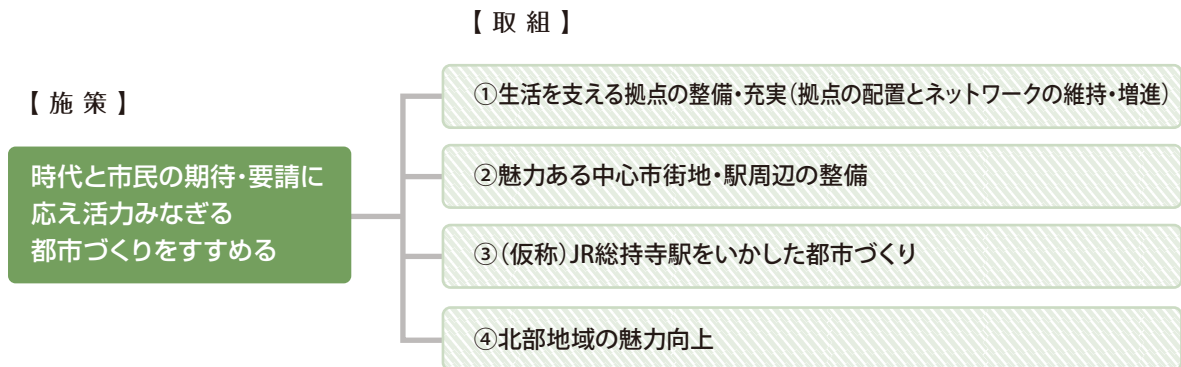 【取組】
【施策】
時代と市民の期待・要請に
応え活力みなぎる
都市づくりをすすめる
①生活を支える拠点の整備・充実(拠点の配置とネットワークの維持・増進)
②魅力ある中心市街地・駅周辺の整備
③(仮称)JR総持寺駅をいかした都市づくり
④北部地域の魅力向上